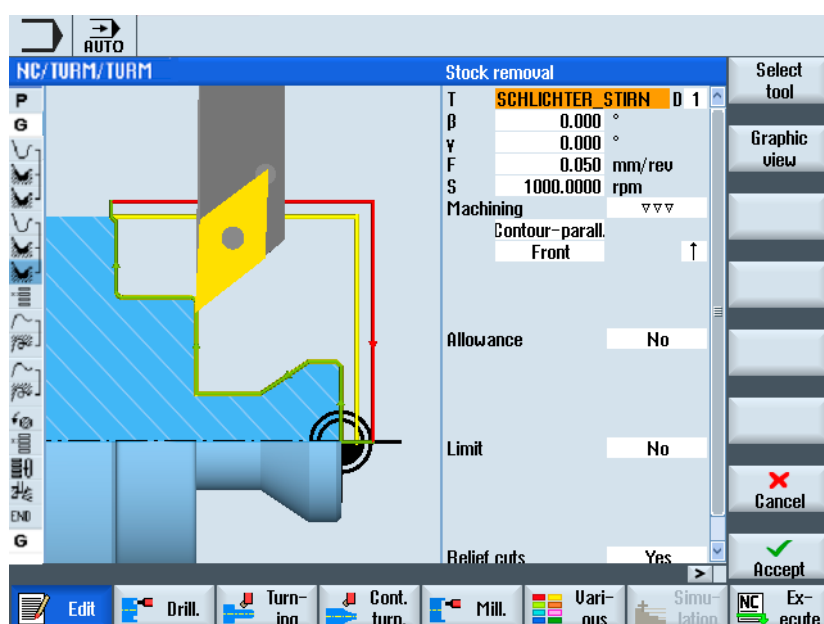 AUTO
NC/TURM/TURM
Stock removal
P
G
END
G
T SCHLICHTER_STIRN D 1
β 0.000 °
γ 0.000 °
F 0.050 mm/rev
S 1000.0000 rpm
Machining ▽▽▽
Contour-parall.
Front ↑
Allowance No
Limit No
Relief cuts Yes
>
Select
tool
Graphic
view
Cancel
Accept
Edit
Drill.
Turn-
ing
Cont.
turn.
Mill.
Vari-
ous
Simu-
lation
NC Ex-
ecute